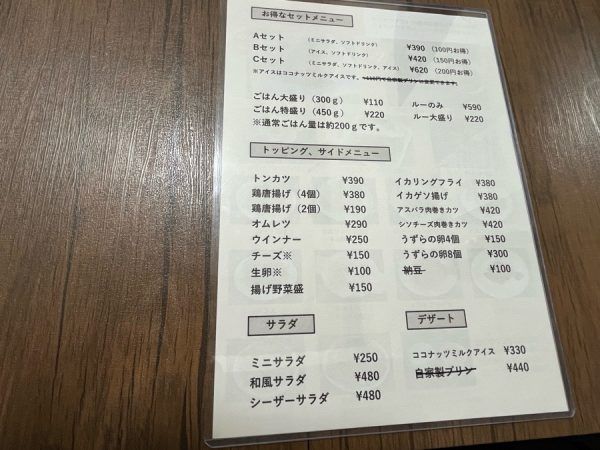 お得なセットメニュー
Aセット （ミニサラダ、ソフトドリンク） ¥390 （100円お得）
Bセット （アイス、ソフトドリンク） ¥420 （150円お得）
Cセット （ミニサラダ、ソフトドリンク、アイス） ¥620 （200円お得）
※アイスはココナッツミルクアイスです。
ごはん大盛り（300ｇ） ¥110 ルーのみ ¥590
ごはん特盛り（450ｇ） ¥220 ルー大盛り ¥220
※通常ごはん量は約200ｇです。
トッピング、サイドメニュー
トンカツ ¥390 イカリングフライ ¥380
鶏唐揚げ（4個） ¥380 イカゲソ揚げ ¥380
鶏唐揚げ（2個） ¥190 アスパラ肉巻きカツ ¥420
オムレツ ¥290 シソチーズ肉巻きカツ ¥420
ウインナー ¥250 うずらの卵4個 ¥150
チーズ※ ¥150 うずらの卵8個 ¥300
生卵※ ¥100 納豆 ¥100
揚げ野菜盛 ¥150
サラダ デザート
ミニサラダ ¥250 ココナッツミルクアイス ¥330
和風サラダ ¥480 自家製プリン ¥440
シーザーサラダ ¥480